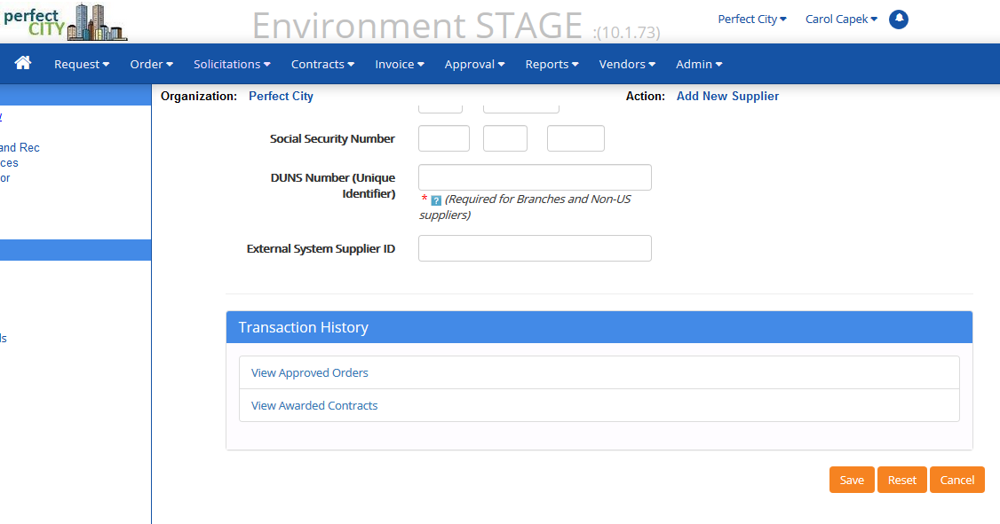 perfect
CITY
Environment STAGE :(10.1.73)
Perfect City
Carol Capek
Request
Order
Solicitations
Contracts
Invoice
Approval
Reports
Vendors
Admin
Organization: Perfect City
Action: Add New Supplier
and Rec
ces
or
ls
Social Security Number
DUNS Number (Unique
Identifier)
* ? (Required for Branches and Non-US
suppliers)
External System Supplier ID
Transaction History
View Approved Orders
View Awarded Contracts
Save
Reset
Cancel